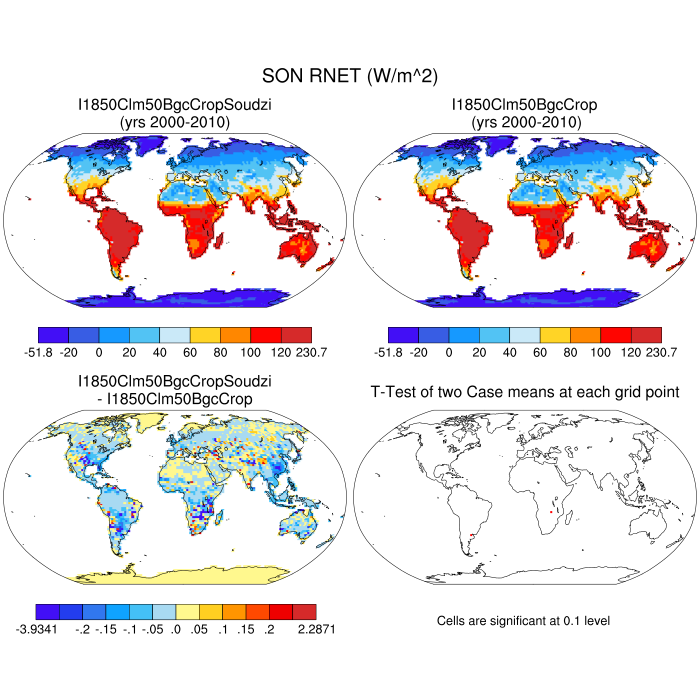 SON RNET (W/m^2)
I1850Clm50BgcCropSoudzi
(yrs 2000-2010)
I1850Clm50BgcCrop
(yrs 2000-2010)
-51.8 -20 0 20 40 60 80 100 120 230.7
-51.8 -20 0 20 40 60 80 100 120 230.7
I1850Clm50BgcCropSoudzi
- I1850Clm50BgcCrop
T-Test of two Case means at each grid point
-3.9341 -.2 -.15 -.1 -.05 .0 .05 .1 .15 .2 2.2871
Cells are significant at 0.1 level